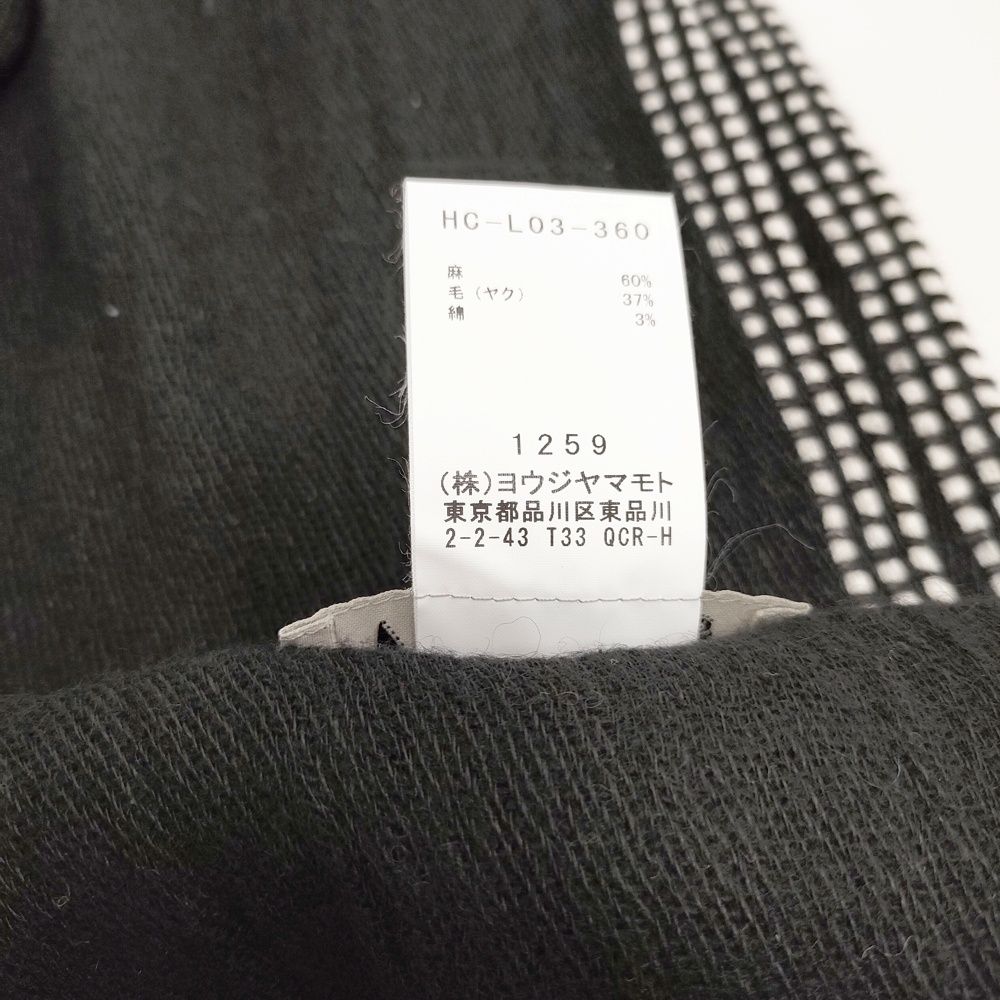 HC-L03-360
麻 60%
毛(ヤク) 37%
綿 3%
1259
(株)ヨウジヤマモト
東京都品川区東品川
2-2-43 T33 QCR-H